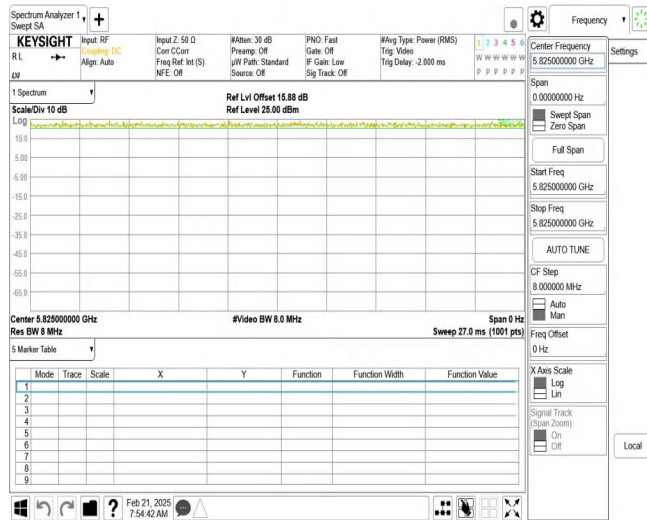 Spectrum Analyzer 1
Swept SA
Frequency
KEYSIGHT
R L
Input: RF
Coupling: DC
Align: Auto
Input Z: 50 Ω
Corr CCorr
Freq Ref: Int (S)
NFE: Off
#Atten: 30 dB
Preamp: Off
µW Path: Standard
Source: Off
PNO: Fast
Gate: Off
IF Gain: Low
Sig Track: Off
#Avg Type: Power (RMS)
Trig: Video
Trig Delay: -2.000 ms
1 2 3 4 5 6
W W W W W W
P P P P P P
Center Frequency
5.825000000 GHz
Settings
Span
0.00000000 Hz
Swept Span
Zero Span
Full Span
Start Freq
5.825000000 GHz
Stop Freq
5.825000000 GHz
AUTO TUNE
CF Step
8.000000 MHz
Auto
Man
Freq Offset
0 Hz
X Axis Scale
Log
Lin
Signal Track
(Span Zoom)
On
Off
Local
1 Spectrum
Scale/Div 10 dB
Ref Lvl Offset 15.88 dB
Ref Level 25.00 dBm
Log
15.0
5.00
-5.00
-15.0
-25.0
-35.0
-45.0
-55.0
-65.0
Center 5.825000000 GHz
#Video BW 8.0 MHz
Span 0 Hz
Res BW 8 MHz
Sweep 27.0 ms (1001 pts)
5 Marker Table
Mode Trace Scale X Y Function Function Width Function Value
1
2
3
4
5
6
7
8
9
?
Feb 21, 2025
7:54:42 AM